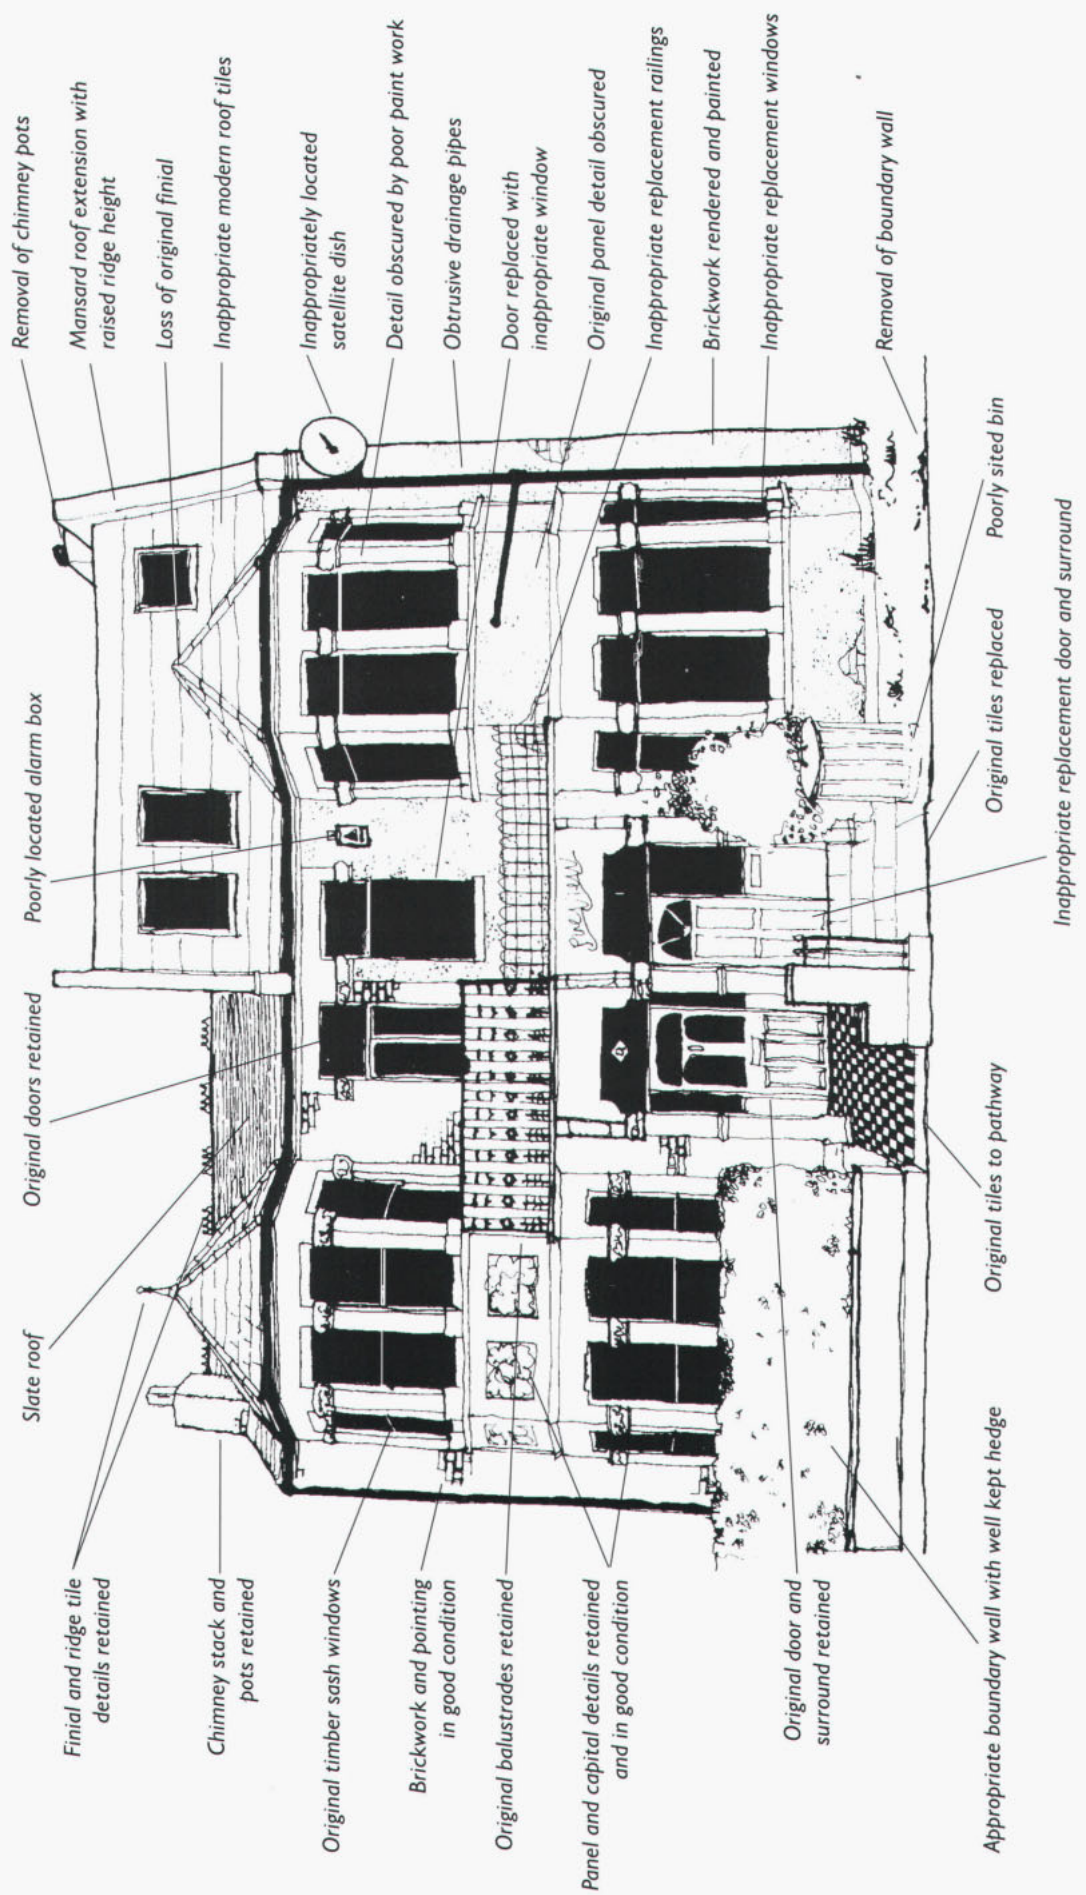 Finial and ridge tile
details retained
Chimney stack and
pots retained
Original timber sash windows
Brickwork and pointing
in good condition
Original balustrades retained
Panel and capital details retained
and in good condition
Original door and
surround retained
Appropriate boundary wall with well kept hedge
Slate roof
Original doors retained
Poorly located alarm box
Removal of chimney pots
Mansard roof extension with
raised ridge height
Loss of original finial
Inappropriate modern roof tiles
Inappropriately located
satellite dish
Detail obscured by poor paint work
Obtrusive drainage pipes
Door replaced with
inappropriate window
Original panel detail obscured
Inappropriate replacement railings
Brickwork rendered and painted
Inappropriate replacement windows
Removal of boundary wall
Original tiles to pathway
Original tiles replaced
Poorly sited bin
Inappropriate replacement door and surround